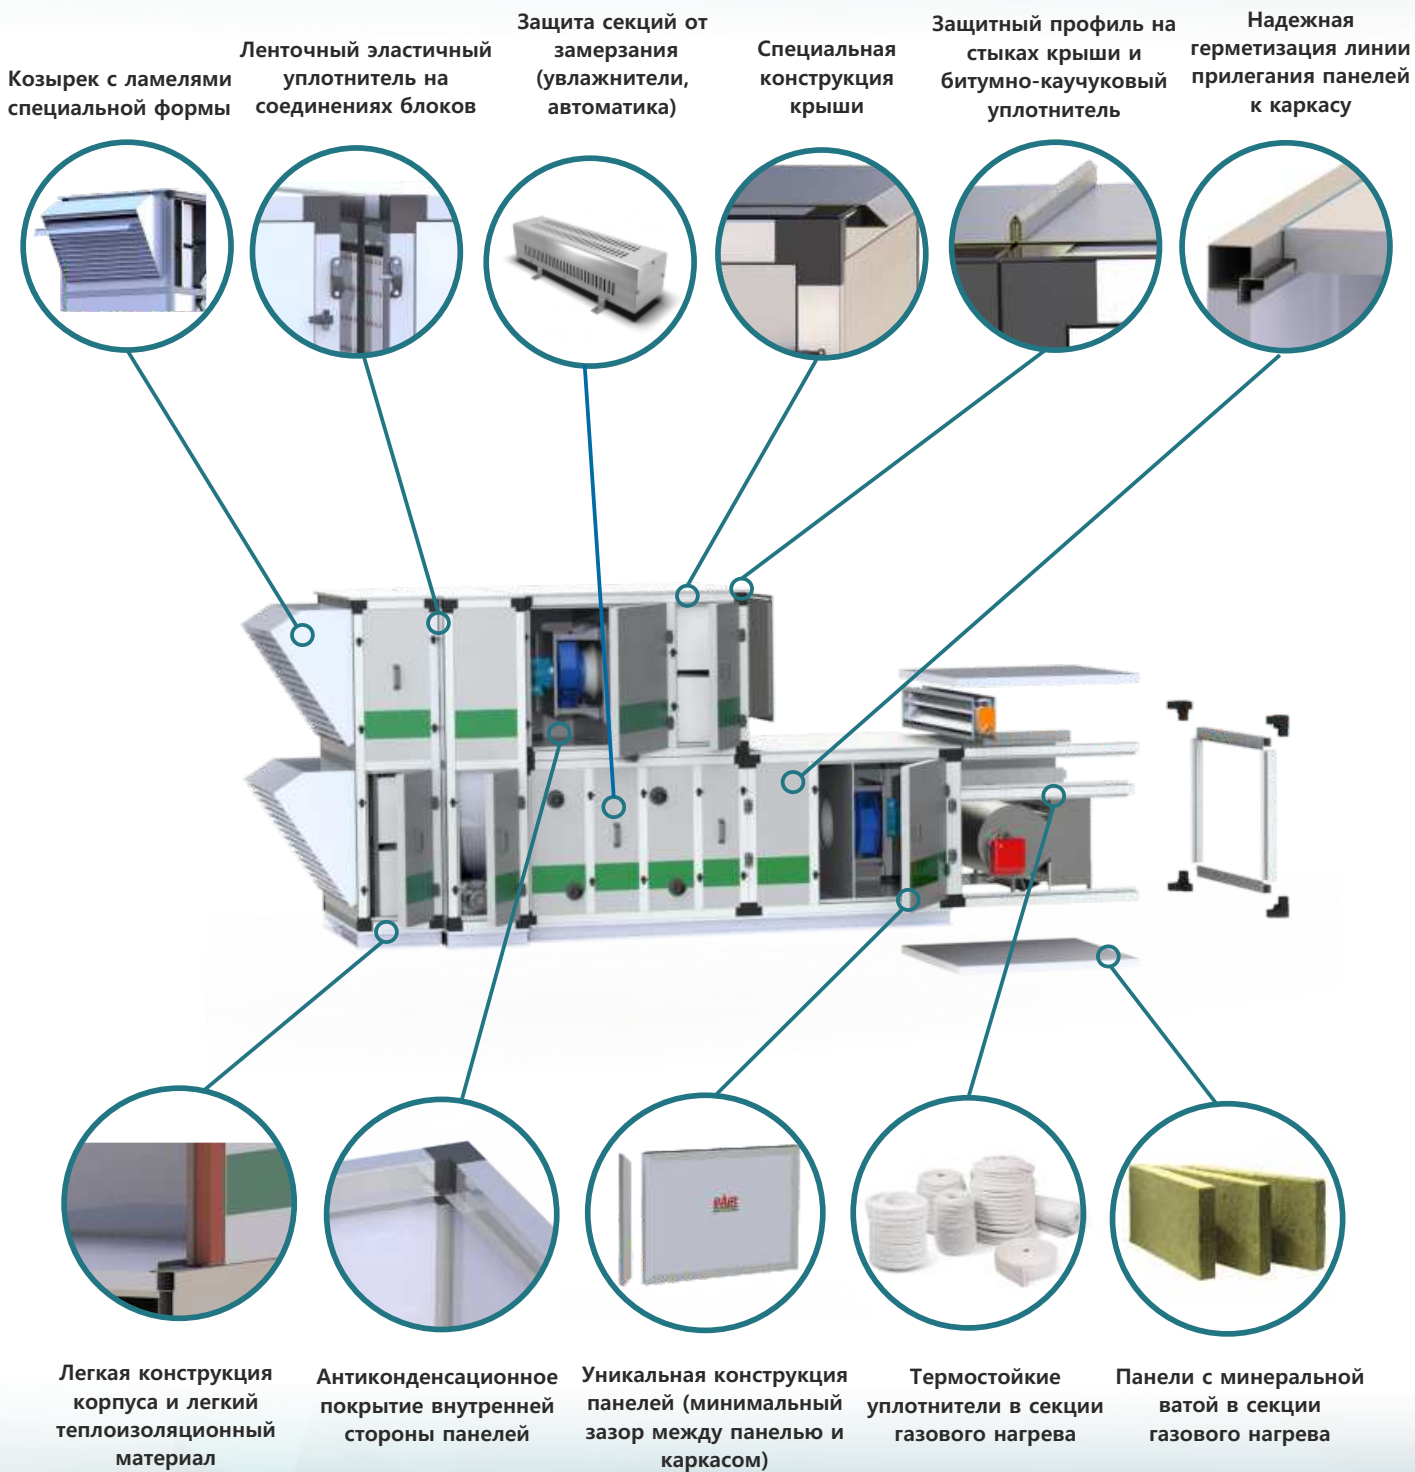 Козырек с ламелями
специальной формы
Ленточный эластичный
уплотнитель на
соединениях блоков
Защита секций от
замерзания
(увлажнители,
автоматика)
Специальная
конструкция
крыши
Защитный профиль на
стыках крыши и
битумно-каучуковый
уплотнитель
Надежная
герметизация линии
прилегания панелей
к каркасу
Легкая конструкция
корпуса и легкий
теплоизоляционный
материал
Антиконденсационное
покрытие внутренней
стороны панелей
Уникальная конструкция
панелей (минимальный
зазор между панелью и
каркасом)
Термостойкие
уплотнители в секции
газового нагрева
Панели с минеральной
ватой в секции
газового нагрева